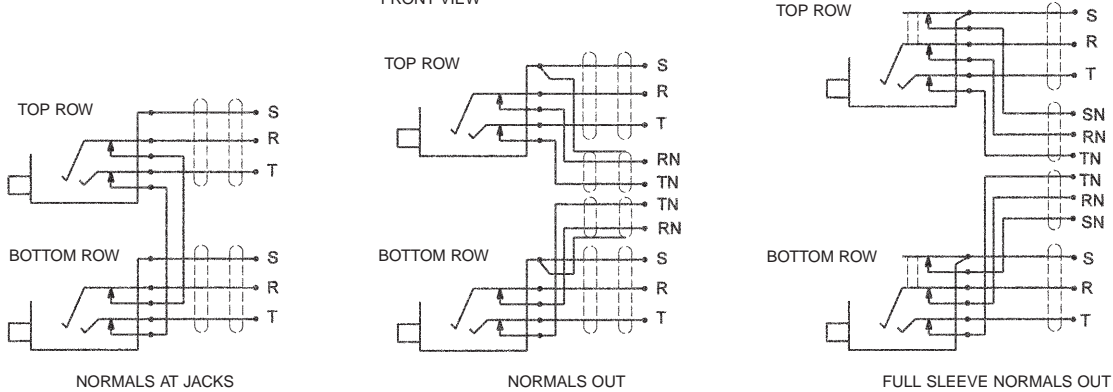 FRONT VIEW
TOP ROW
S
R
T
BOTTOM ROW
S
R
T
NORMALS AT JACKS
TOP ROW
S
R
T
RN
TN
TN
RN
BOTTOM ROW
S
R
T
NORMALS OUT
TOP ROW
S
R
T
SN
RN
TN
TN
RN
SN
BOTTOM ROW
S
R
T
FULL SLEEVE NORMALS OUT